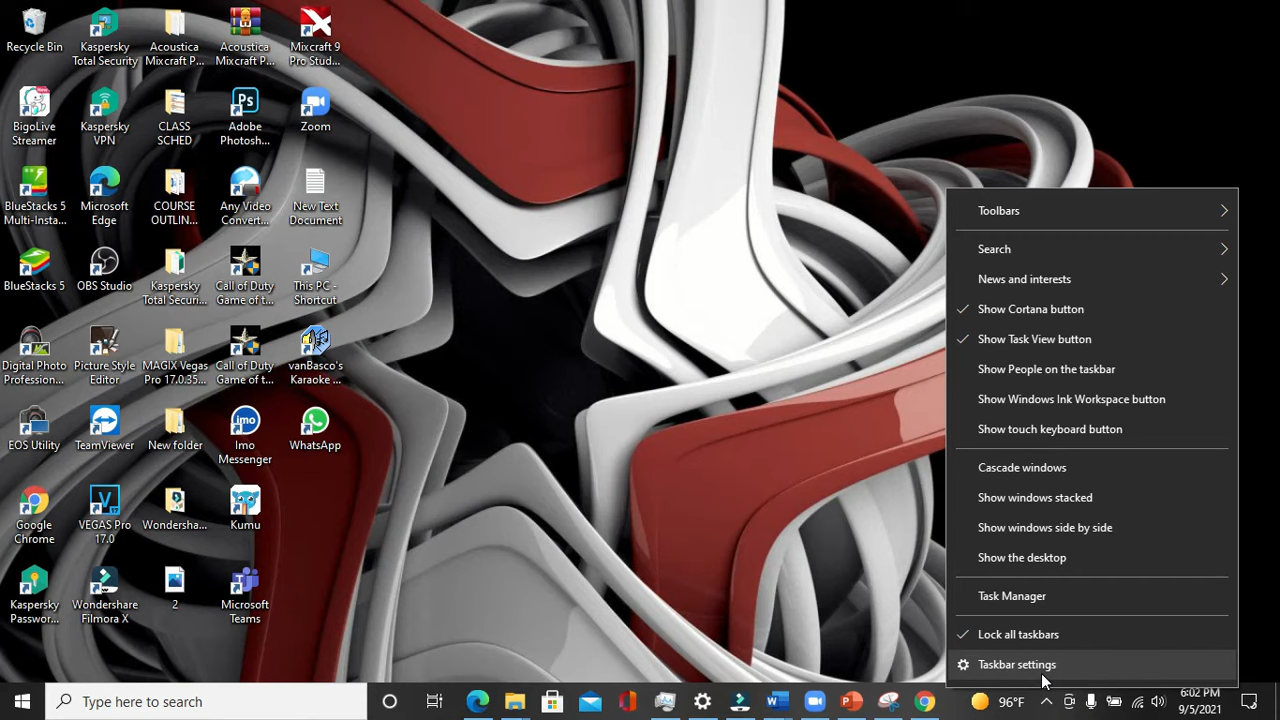 Recycle Bin
Kaspersky
Total Security
Acoustica
Mixcraft P...
Acoustica
Mixcraft P...
Mixcraft 9
Pro Stud...
BigoLive
Streamer
Kaspersky
VPN
CLASS
SCHED
Adobe
Photosh...
Zoom
BlueStacks 5
Multi-Insta...
Microsoft
Edge
COURSE
OUTLIN...
Any Video
Convert...
New Text
Document
BlueStacks 5
OBS Studio
Kaspersky
Total Securi...
Call of Duty
Game of t...
This PC -
Shortcut
Digital Photo
Profession...
Picture Style
Editor
MAGIX Vegas
Pro 17.0.35...
Call of Duty
Game of t...
vanBasco's
Karaoke ...
EOS Utility
TeamViewer
New folder
Imo
Messenger
WhatsApp
Google
Chrome
VEGAS Pro
17.0
Wondersha...
Kumu
Kaspersky
Passwor...
Wondershare
Filmora X
2
Microsoft
Teams
Toolbars
Search
News and interests
Show Cortana button
Show Task View button
Show People on the taskbar
Show Windows Ink Workspace button
Show touch keyboard button
Cascade windows
Show windows stacked
Show windows side by side
Show the desktop
Task Manager
Lock all taskbars
Taskbar settings
Type here to search
96°F
6:02 PM
9/5/2021